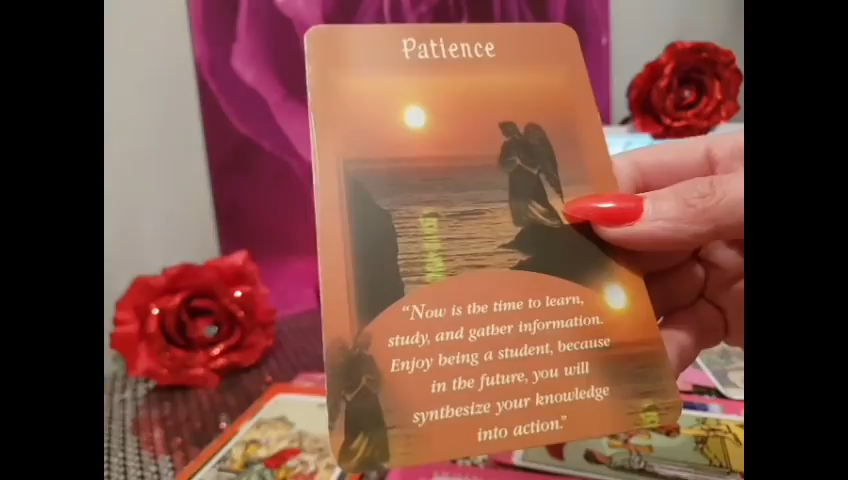 Patience
“Now is the time to learn,
study, and gather information.
Enjoy being a student, because
in the future, you will
synthesize your knowledge
into action.”